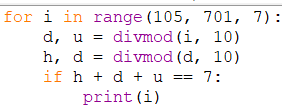 for i in range(105, 701, 7):
    d, u = divmod(i, 10)
    h, d = divmod(d, 10)
    if h + d + u == 7:
        print(i)